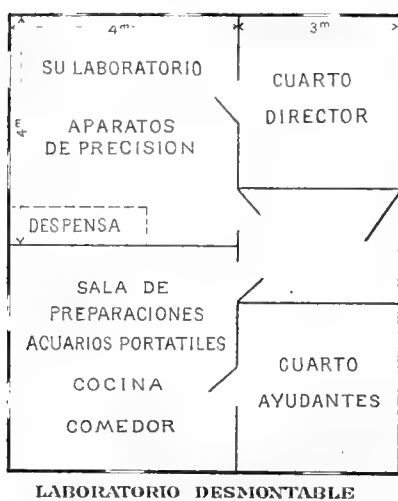 4m.
3m
SU LABORATORIO
APARATOS
DE PRECISION
4m
DESPENSA
CUARTO
DIRECTOR
SALA DE
PREPARACIONES
ACUARIOS PORTATILES
COCINA
COMEDOR
CUARTO
AYUDANTES
LABORATORIO DESMONTABLE